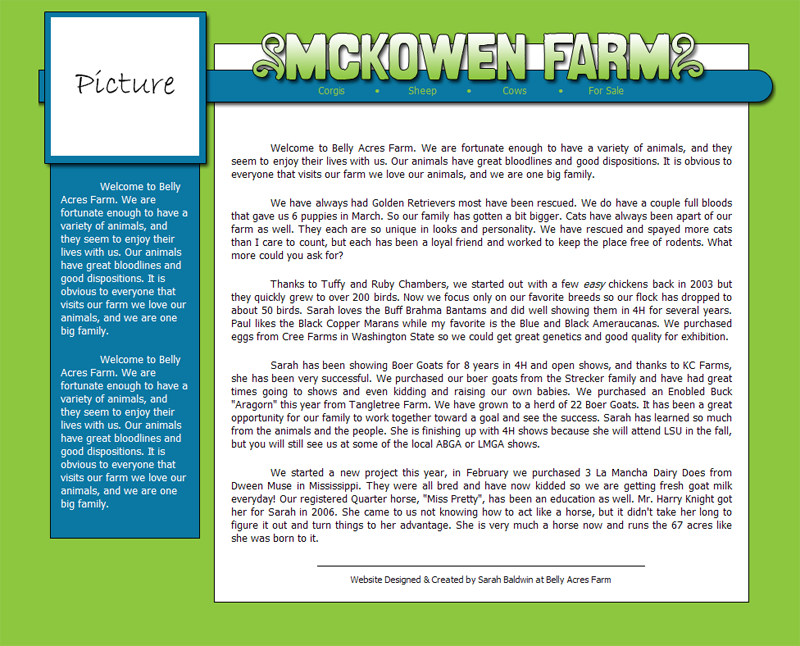 MCKOWEN FARM
Picture
Corgis • Sheep • Cows • For Sale
Welcome to Belly
Acres Farm. We are
fortunate enough to have a
variety of animals, and
they seem to enjoy their
lives with us. Our animals
have great bloodlines and
good dispositions. It is
obvious to everyone that
visits our farm we love our
animals, and we are one
big family.
Welcome to Belly
Acres Farm. We are
fortunate enough to have a
variety of animals, and
they seem to enjoy their
lives with us. Our animals
have great bloodlines and
good dispositions. It is
obvious to everyone that
visits our farm we love our
animals, and we are one
big family.
Welcome to Belly Acres Farm. We are fortunate enough to have a variety of animals, and they
seem to enjoy their lives with us. Our animals have great bloodlines and good dispositions. It is obvious to
everyone that visits our farm we love our animals, and we are one big family.
We have always had Golden Retrievers most have been rescued. We do have a couple full bloods
that gave us 6 puppies in March. So our family has gotten a bit bigger. Cats have always been apart of our
farm as well. They each are so unique in looks and personality. We have rescued and spayed more cats
than I care to count, but each has been a loyal friend and worked to keep the place free of rodents. What
more could you ask for?
Thanks to Tuffy and Ruby Chambers, we started out with a few easy chickens back in 2003 but
they quickly grew to over 200 birds. Now we focus only on our favorite breeds so our flock has dropped to
about 50 birds. Sarah loves the Buff Brahma Bantams and did well showing them in 4H for several years.
Paul likes the Black Copper Marans while my favorite is the Blue and Black Ameraucanas. We purchased
eggs from Cree Farms in Washington State so we could get great genetics and good quality for exhibition.
Sarah has been showing Boer Goats for 8 years in 4H and open shows, and thanks to KC Farms,
she has been very successful. We purchased our boer goats from the Strecker family and have had great
times going to shows and even kidding and raising our own babies. We purchased an Enobled Buck
"Aragorn" this year from Tangletree Farm. We have grown to a herd of 22 Boer Goats. It has been a great
opportunity for our family to work together toward a goal and see the success. Sarah has learned so much
from the animals and the people. She is finishing up with 4H shows because she will attend LSU in the fall,
but you will still see us at some of the local ABGA or LMGA shows.
We started a new project this year, in February we purchased 3 La Mancha Dairy Does from
Dween Muse in Mississippi. They were all bred and have now kidded so we are getting fresh goat milk
everyday! Our registered Quarter horse, "Miss Pretty", has been an education as well. Mr. Harry Knight got
her for Sarah in 2006. She came to us not knowing how to act like a horse, but it didn't take her long to
figure it out and turn things to her advantage. She is very much a horse now and runs the 67 acres like
she was born to it.
Website Designed & Created by Sarah Baldwin at Belly Acres Farm